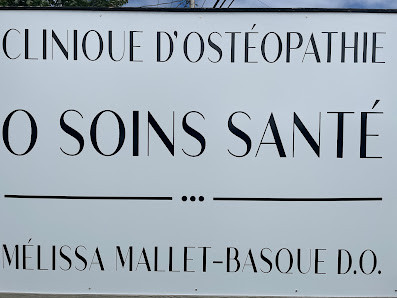 CLINIQUE D'OSTÉOPATHIE
O SOINS SANTÉ
MÉLISSA MALLET-BASQUE D.O.